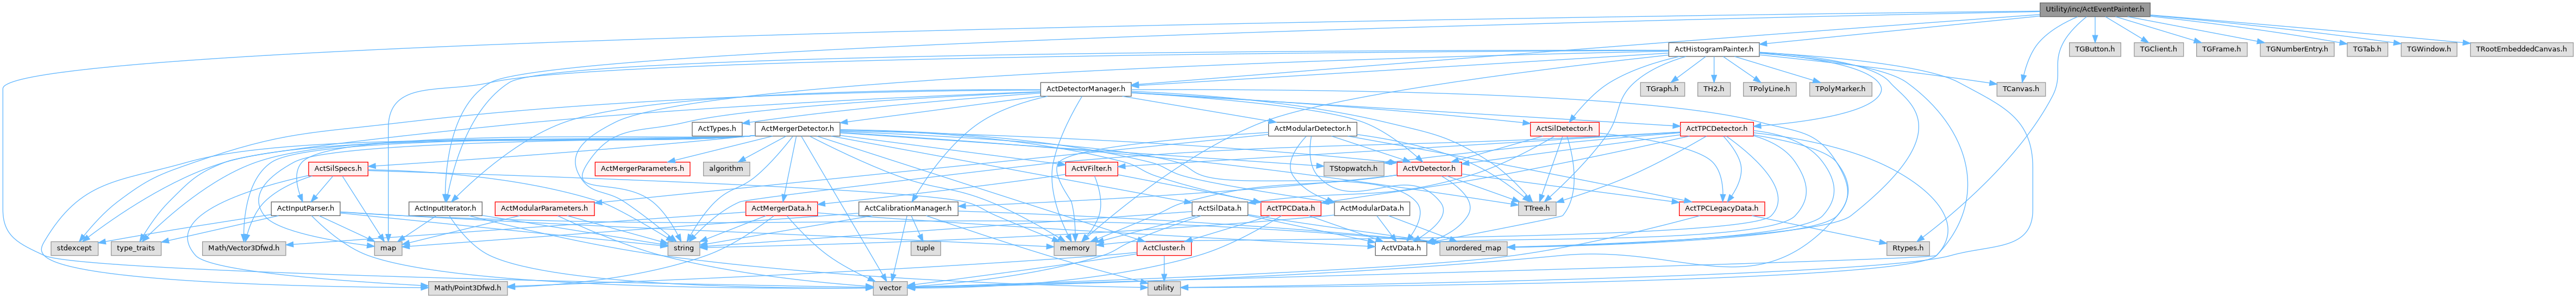 Utility/inc/ActEventPainter.h
ActHistogramPainter.h
TGButton.h
TGClient.h
TGFrame.h
TGNumberEntry.h
TGTab.h
TGWindow.h
TRootEmbeddedCanvas.h
ActDetectorManager.h
TGraph.h
TH2.h
TPolyLine.h
TPolyMarker.h
TCanvas.h
ActTypes.h
ActMergerDetector.h
ActModularDetector.h
ActSilDetector.h
ActTPCDetector.h
ActSilSpecs.h
ActMergerParameters.h
algorithm
ActVFilter.h
TStopwatch.h
ActVDetector.h
ActInputParser.h
ActInputIterator.h
ActModularParameters.h
ActMergerData.h
ActCalibrationManager.h
ActSilData.h
ActTPCData.h
ActModularData.h
TTree.h
ActTPCLegacyData.h
stdexcept
type_traits
Math/Vector3Dfwd.h
map
string
tuple
memory
ActCluster.h
ActVData.h
unordered_map
Rtypes.h
Math/Point3Dfwd.h
vector
utility